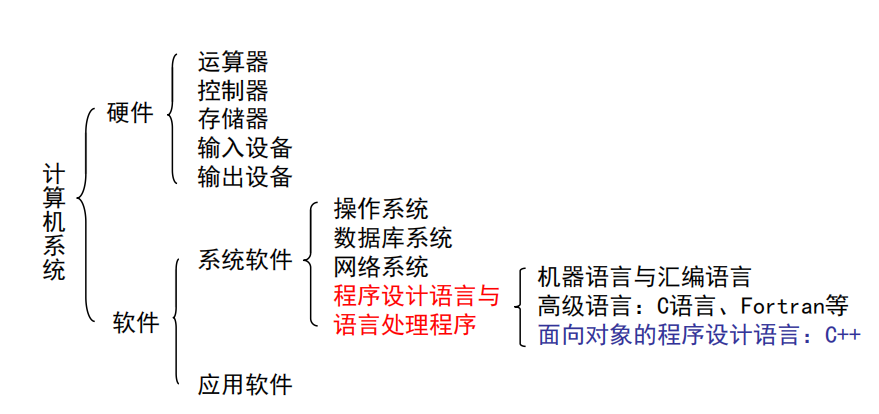 计算机系统
硬件
运算器
控制器
存储器
输入设备
输出设备
软件
系统软件
操作系统
数据库系统
网络系统
程序设计语言与
语言处理程序
机器语言与汇编语言
高级语言：C语言、Fortran等
面向对象的程序设计语言：C++
应用软件